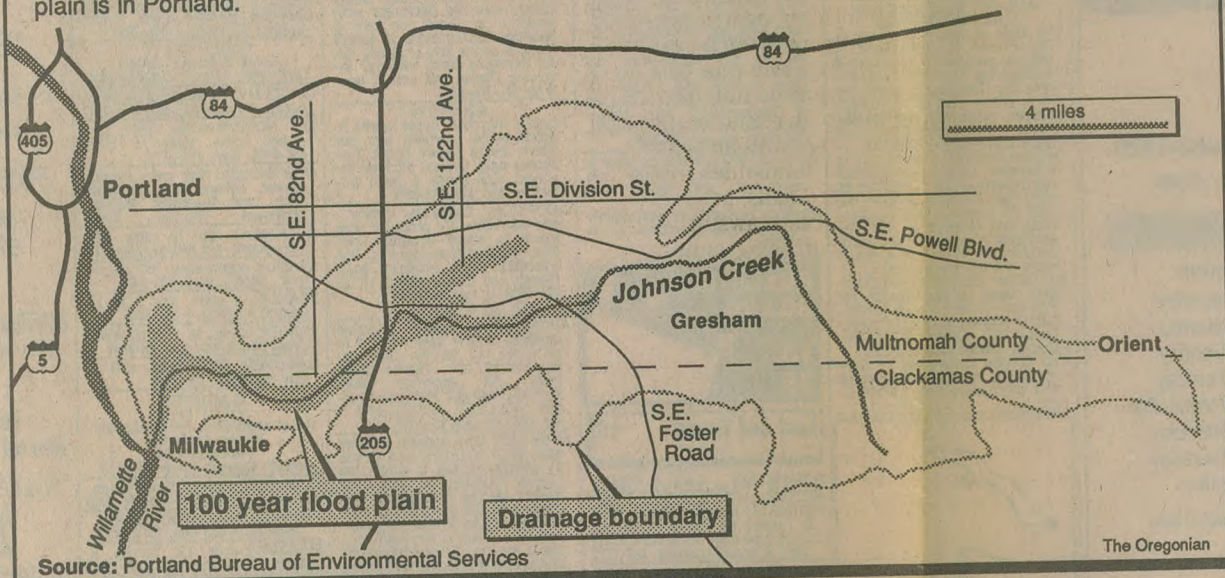 plain is in Portland.
84
84
405
4 miles
S.E. 82nd Ave.
S.E. 122nd Ave.
Portland
S.E. Division St.
S.E. Powell Blvd.
Johnson Creek
Gresham
Multnomah County
Orient
Clackamas County
5
S.E.
Foster
Road
Milwaukie
205
Willamette
River
100 year flood plain
Drainage boundary
Source: Portland Bureau of Environmental Services
The Oregonian